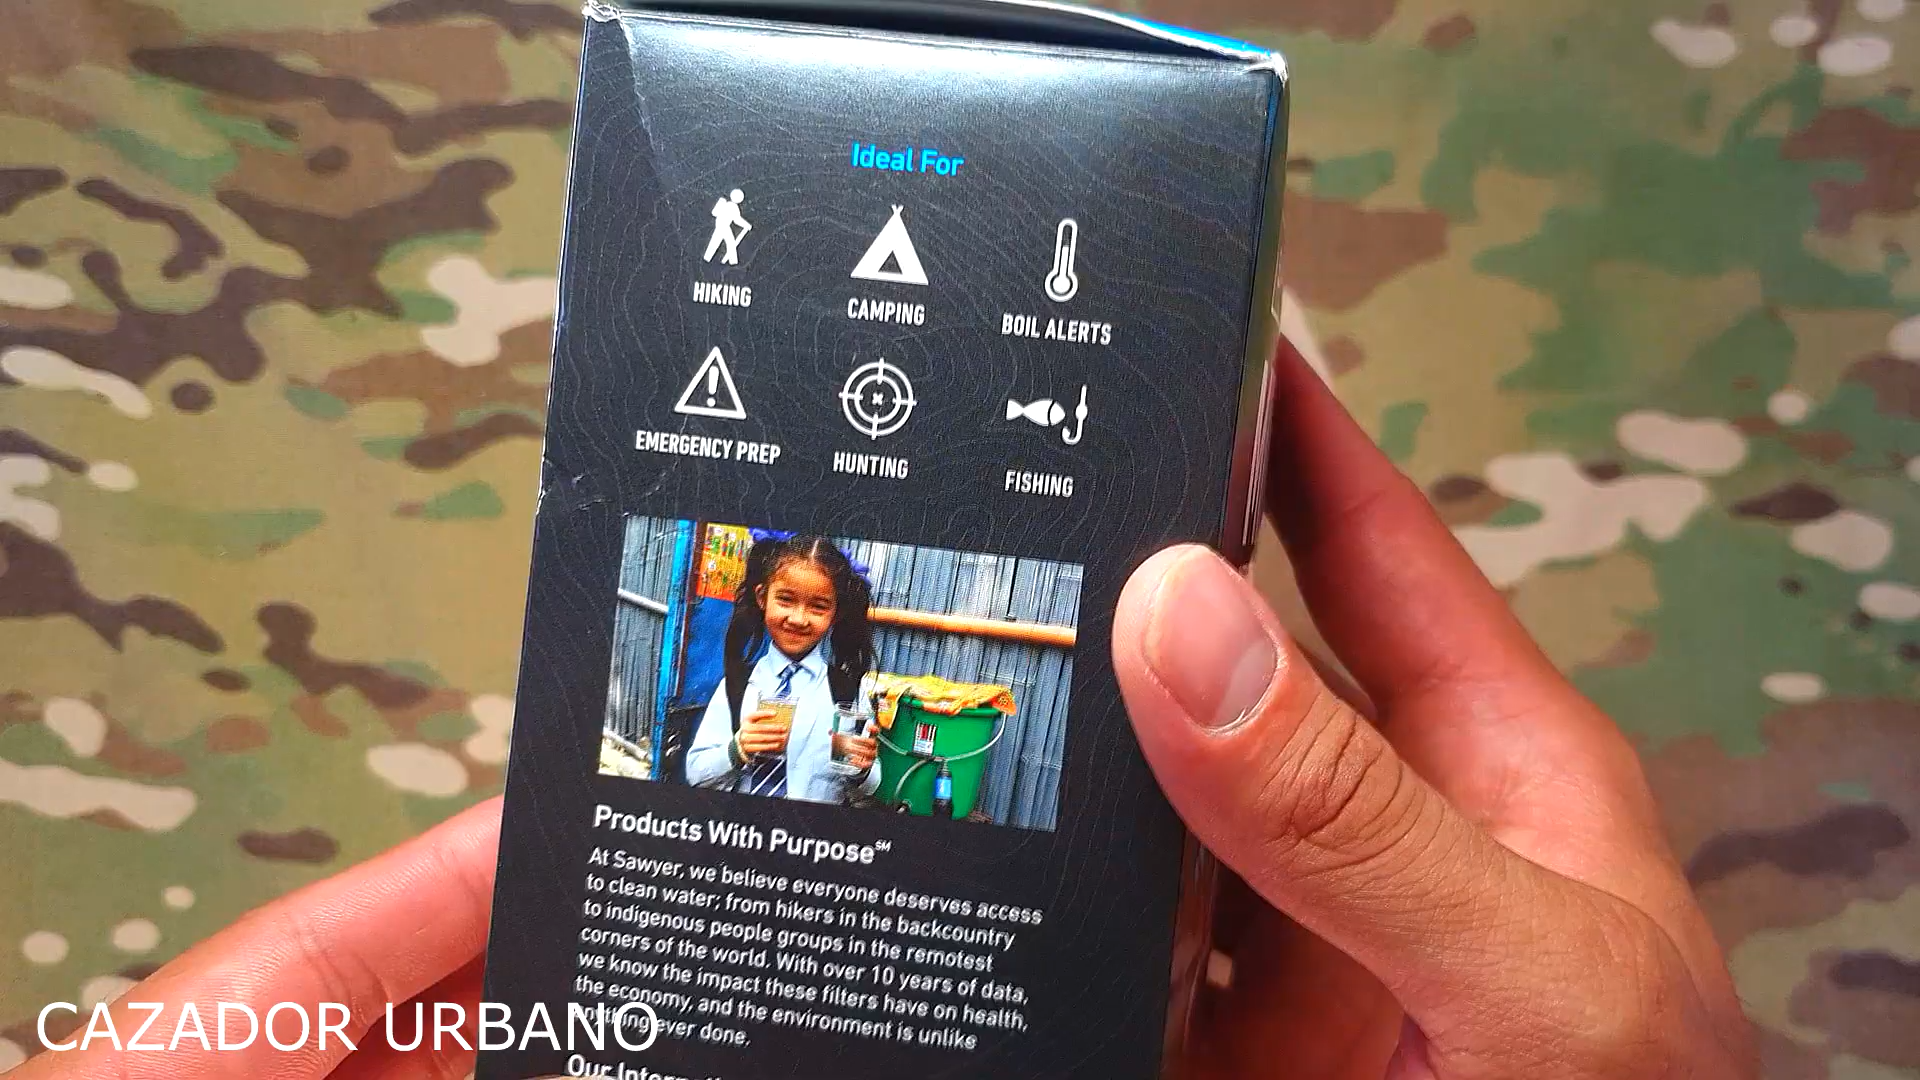 Ideal For
HIKING
CAMPING
BOIL ALERTS
EMERGENCY PREP
HUNTING
FISHING
Products With Purpose℠
At Sawyer, we believe everyone deserves access
to clean water; from hikers in the backcountry
to indigenous people groups in the remotest
corners of the world. With over 10 years of data,
we know the impact these filters have on health,
the economy, and the environment is unlike
anything ever done.
Our
CAZADOR URBANO